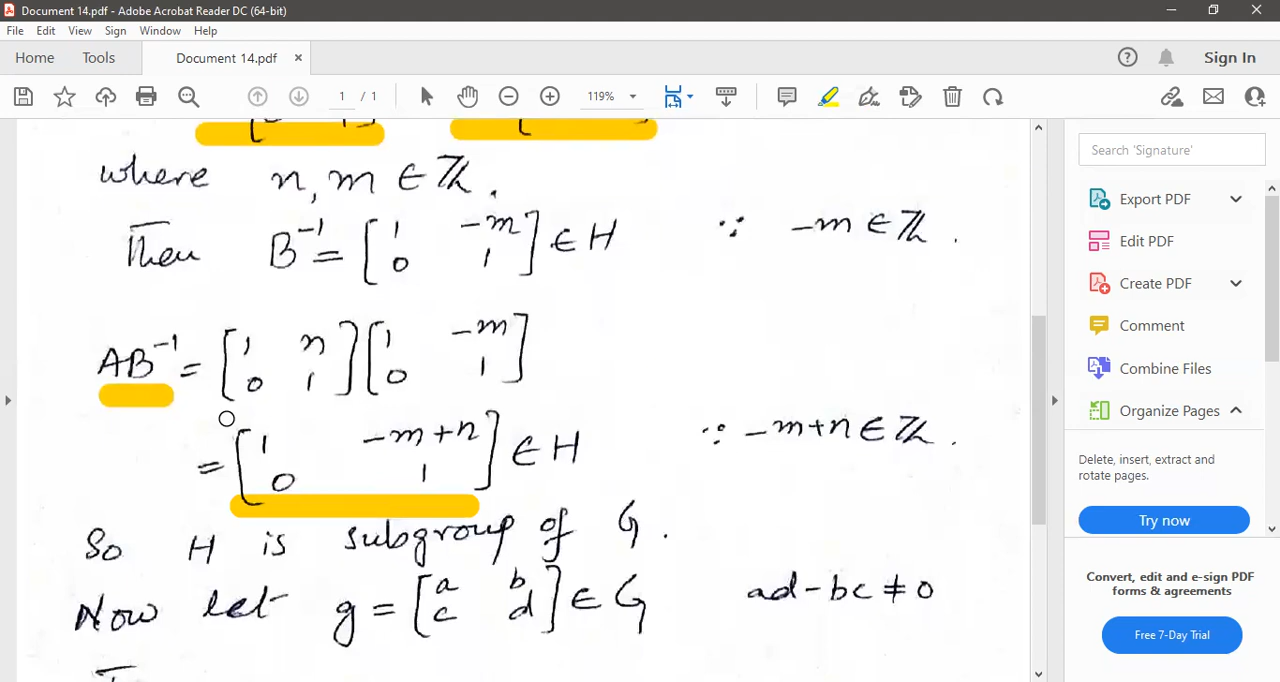 Document 14.pdf - Adobe Acrobat Reader DC (64-bit)
File Edit View Sign Window Help
Home Tools Document 14.pdf × Sign In
1 / 1 119%
where n, m ∈ ℤ.
Then B⁻¹ = [1 -m; 0 1] ∈ H ∵ -m ∈ ℤ.
AB⁻¹ = [1 n; 0 1] [1 -m; 0 1]
= [1 -m+n; 0 1] ∈ H ∵ -m+n ∈ ℤ.
So H is subgroup of G.
Now let g = [a b; c d] ∈ G ad-bc ≠ 0
Search 'Signature'
Export PDF
Edit PDF
Create PDF
Comment
Combine Files
Organize Pages
Delete, insert, extract and
rotate pages.
Try now
Convert, edit and e-sign PDF
forms & agreements
Free 7-Day Trial